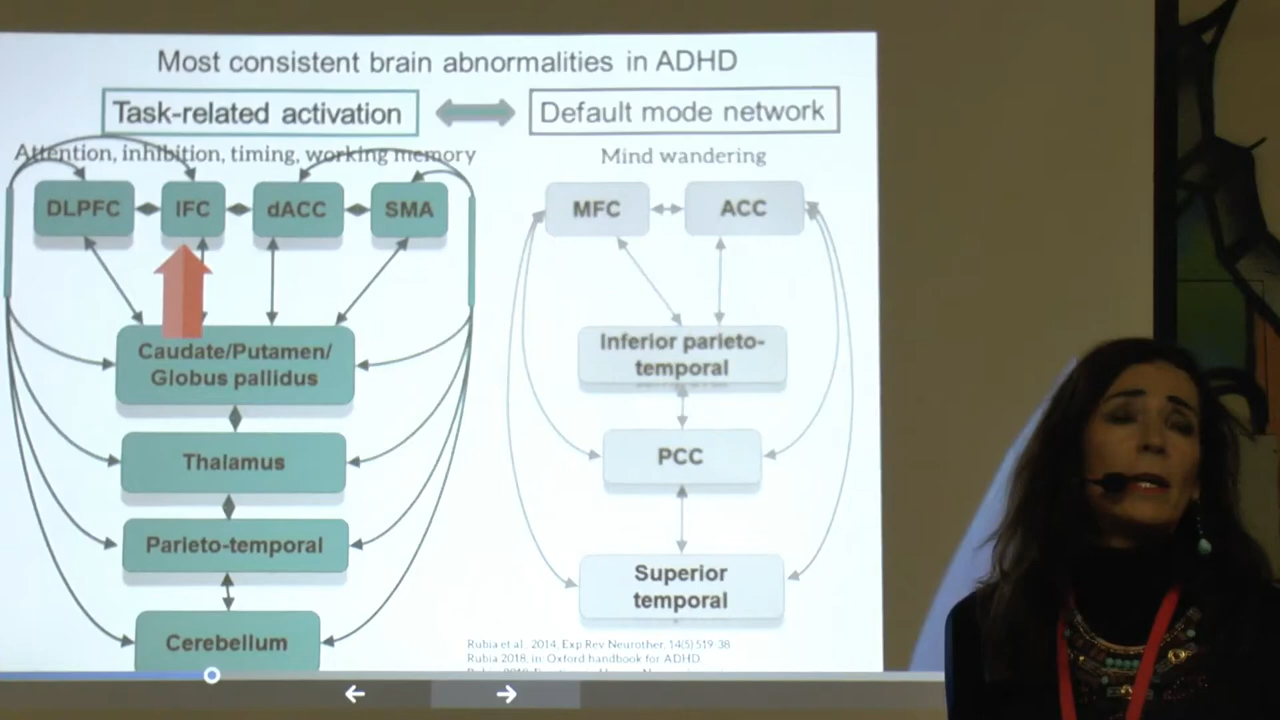 Most consistent brain abnormalities in ADHD
Task-related activation
Default mode network
Attention, inhibition, timing, working memory
Mind wandering
DLPFC
IFC
dACC
SMA
MFC
ACC
Caudate/Putamen/
Globus pallidus
Inferior parieto-
temporal
Thalamus
PCC
Parieto-temporal
Superior
temporal
Cerebellum
Rubia et al., 2014, Exp Rev Neurother, 14(5) 519-38
Rubia 2018, in: Oxford handbook for ADHD